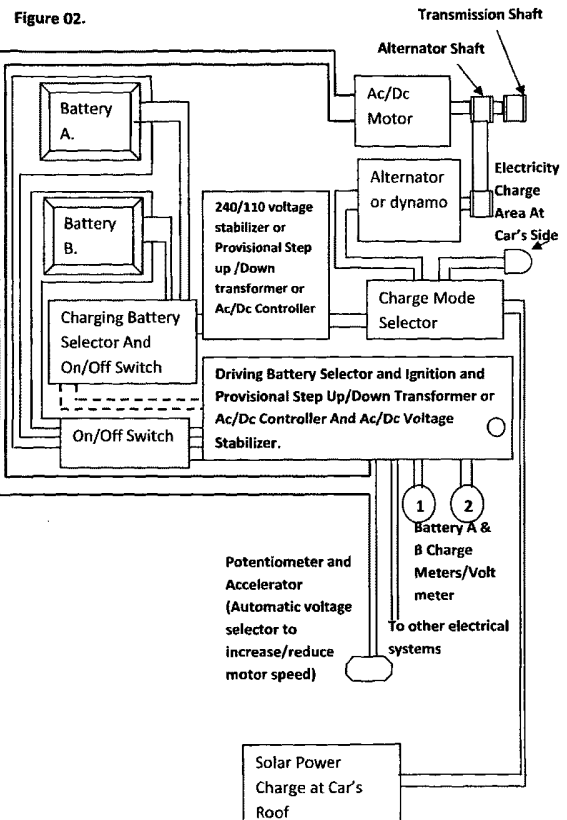 Figure 02.
Transmission Shaft
Alternator Shaft
Ac/Dc
Motor
Battery
A.
Alternator
or dynamo
Electricity
Charge
Area At
Car's Side
240/110 voltage
stabilizer or
Provisional Step
up /Down
transformer or
Ac/Dc Controller
Battery
B.
Charge Mode
Selector
Charging Battery
Selector And
On/Off Switch
Driving Battery Selector and Ignition and
Provisional Step Up/Down Transformer or
Ac/Dc Controller And Ac/Dc Voltage
Stabilizer.
On/Off Switch
1
2
Battery A &
B Charge
Meters/Volt
meter
Potentiometer and
Accelerator
(Automatic voltage
selector to
increase/reduce
motor speed)
To other electrical
systems
Solar Power
Charge at Car's
Roof